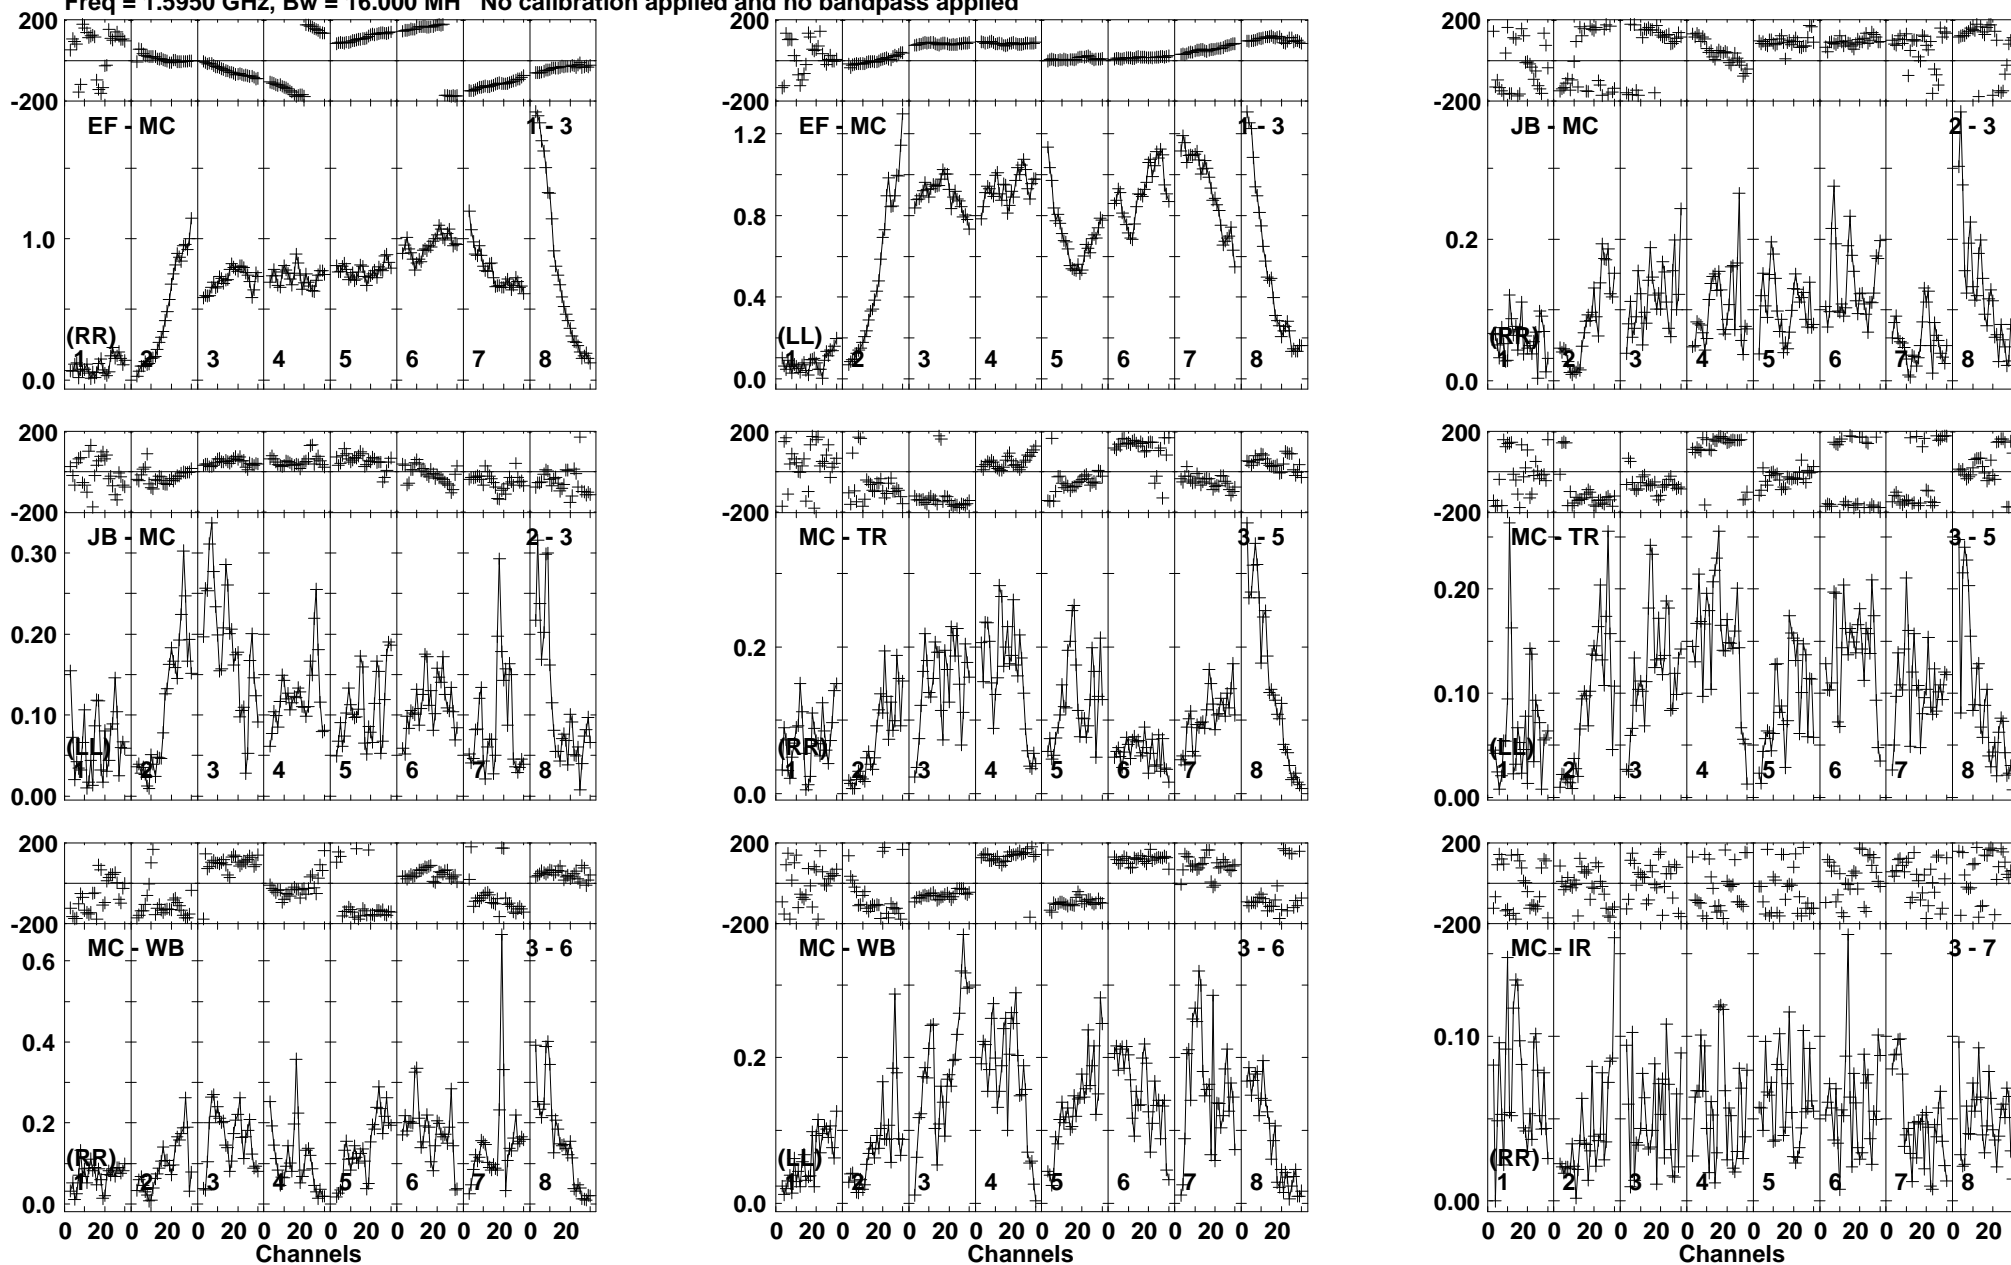 Freq = 1.5950 GHz, Bw = 16.000 MH No calibration applied and no bandpass applied
200 200 200
-200 -200 -200
EF - MC 1 - 3 EF - MC 1 - 3 JB - MC 2 - 3
1.0 1.2 0.8 0.4 0.2
(RR) (LL) (RR)
1 2 3 4 5 6 7 8 1 2 3 4 5 6 7 8 1 2 3 4 5 6 7 8
0.0 0.0 0.0
200 200 200
-200 -200 -200
JB - MC 2 - 3 MC - TR 3 - 5 MC - TR 3 - 5
0.30 0.20 0.10 0.2 0.20 0.10
(LL) (RR) (LL)
1 2 3 4 5 6 7 8 1 2 3 4 5 6 7 8 1 2 3 4 5 6 7 8
0.00 0.0 0.00
200 200 200
-200 -200 -200
MC - WB 3 - 6 MC - WB 3 - 6 MC - IR 3 - 7
0.6 0.4 0.2 0.2 0.10
(RR) (LL) (RR)
1 2 3 4 5 6 7 8 1 2 3 4 5 6 7 8 1 2 3 4 5 6 7 8
0.0 0.0 0.00
0 20 0 20 0 20 0 20 0 20 0 20 0 20 0 20 0 20 0 20 0 20 0 20 0 20 0 20 0 20 0 20 0 20 0 20 0 20 0 20 0 20 0 20 0 20 0 20
Channels Channels Channels